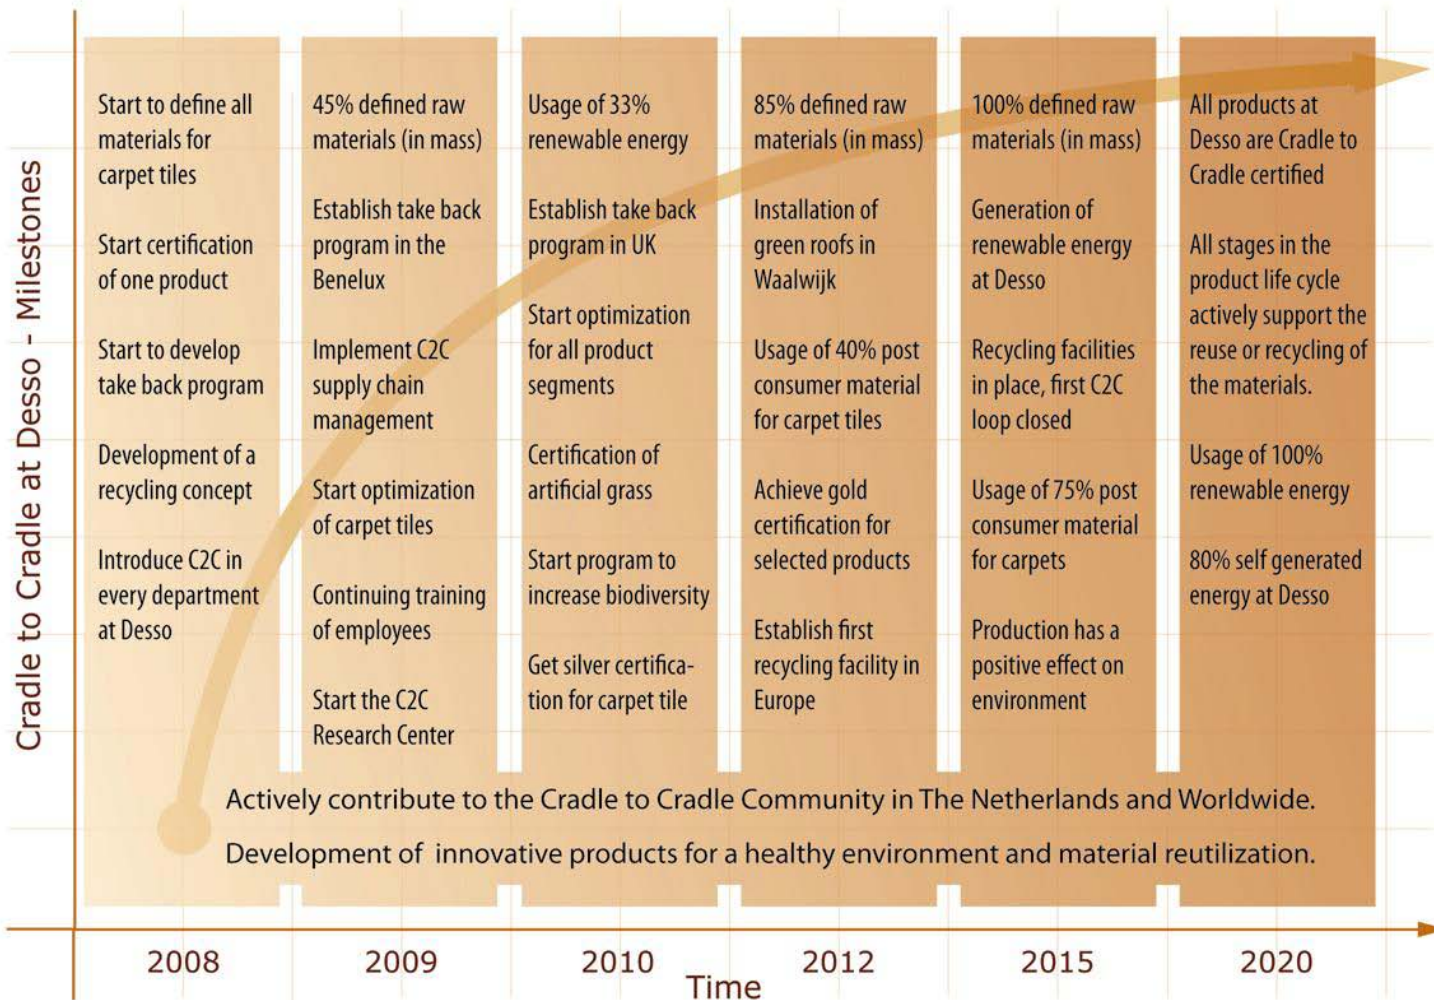 Cradle to Cradle at Desso - Milestones
Start to define all
materials for
carpet tiles
Start certification
of one product
Start to develop
take back program
Development of a
recycling concept
Introduce C2C in
every department
at Desso
45% defined raw
materials (in mass)
Establish take back
program in the
Benelux
Implement C2C
supply chain
management
Start optimization
of carpet tiles
Continuing training
of employees
Start the C2C
Research Center
Usage of 33%
renewable energy
Establish take back
program in UK
Start optimization
for all product
segments
Certification of
artificial grass
Start program to
increase biodiversity
Get silver certifica-
tion for carpet tile
85% defined raw
materials (in mass)
Installation of
green roofs in
Waalwijk
Usage of 40% post
consumer material
for carpet tiles
Achieve gold
certification for
selected products
Establish first
recycling facility in
Europe
100% defined raw
materials (in mass)
Generation of
renewable energy
at Desso
Recycling facilities
in place, first C2C
loop closed
Usage of 75% post
consumer material
for carpets
Production has a
positive effect on
environment
All products at
Desso are Cradle to
Cradle certified
All stages in the
product life cycle
actively support the
reuse or recycling of
the materials.
Usage of 100%
renewable energy
80% self generated
energy at Desso
Actively contribute to the Cradle to Cradle Community in The Netherlands and Worldwide.
Development of innovative products for a healthy environment and material reutilization.
2008 2009 2010 2012 2015 2020
Time